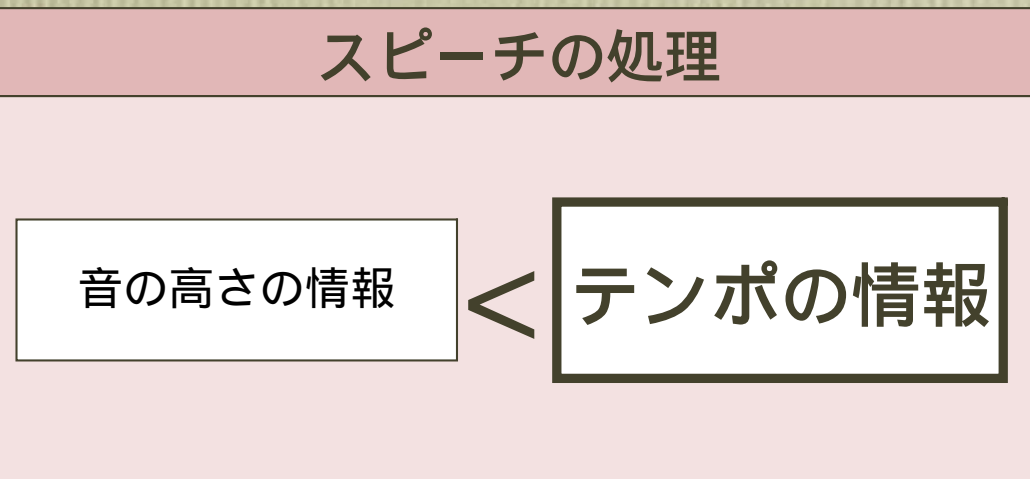 スピーチの処理
音の高さの情報
<
テンポの情報